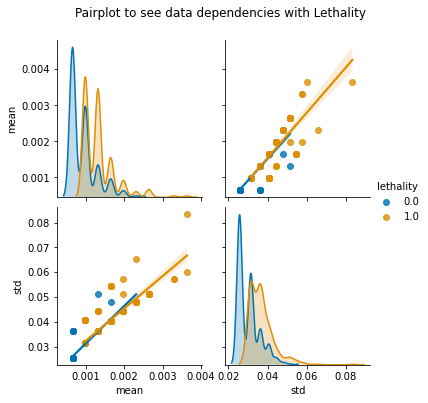 Pairplot to see data dependencies with Lethality
0.004
0.003
0.002
0.001
mean
lethality
0.0
1.0
0.08
0.07
0.06
0.05
0.04
0.03
std
0.001 0.002 0.003 0.004
mean
0.02 0.04 0.06 0.08
std